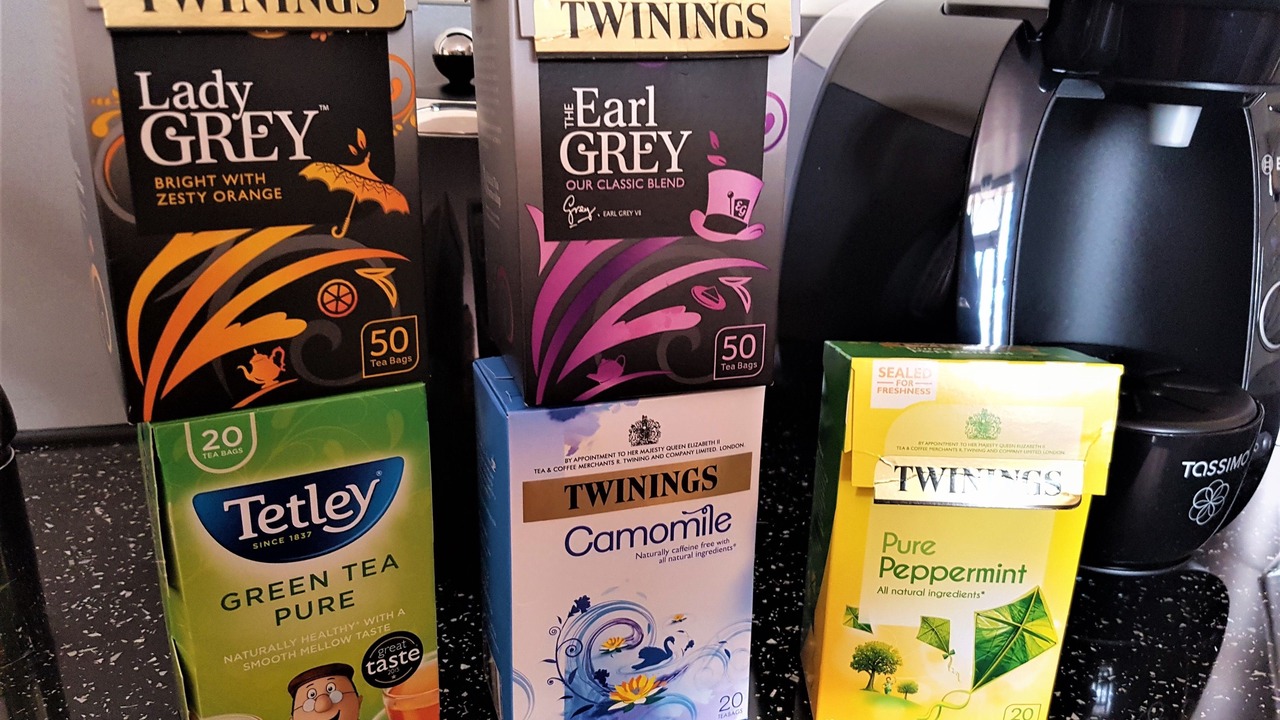 TWININGS
Lady
GREY™
BRIGHT WITH
ZESTY ORANGE
50
Tea Bags
TWININGS
THE Earl
GREY
OUR CLASSIC BLEND
Grey, EARL GREY VII
E
G
50
Tea Bags
20
TEA BAGS
Tetley®
SINCE 1837
GREEN TEA
PURE
NATURALLY HEALTHY† WITH A
SMOOTH MELLOW TASTE
great
taste
BY APPOINTMENT TO HER MAJESTY QUEEN ELIZABETH II
TEA & COFFEE MERCHANTS R. TWINING AND COMPANY LIMITED, LONDON.
TWININGS
Camomile
Naturally caffeine free with
all natural ingredients*
20
TEABAGS
SEALED
FOR
FRESHNESS
BY APPOINTMENT TO HER MAJESTY QUEEN ELIZABETH II
TEA & COFFEE MERCHANTS R. TWINING AND COMPANY LIMITED, LONDON.
TWININGS
Pure
Peppermint
All natural ingredients*
20
TASSIMO